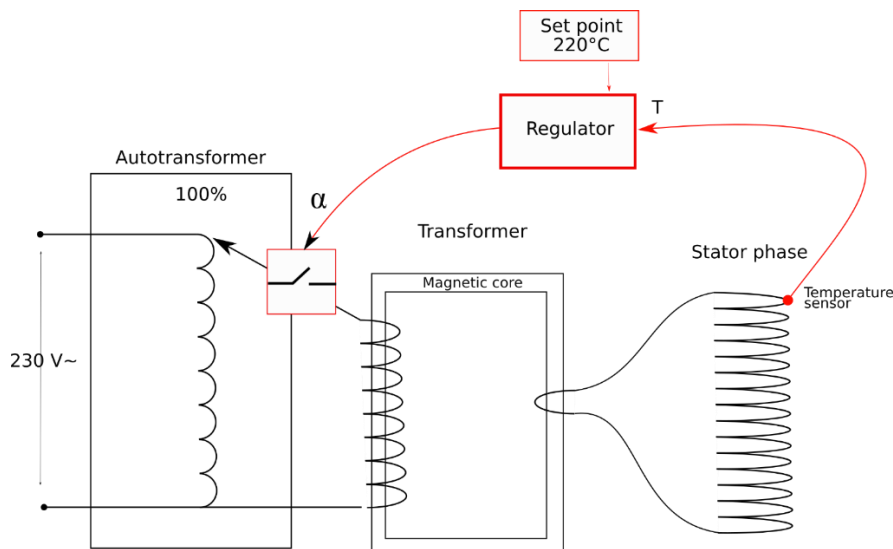 Set point
220°C
T
Regulator
Autotransformer
100%
α
Transformer
Stator phase
Magnetic core
Temperature
sensor
230 V~